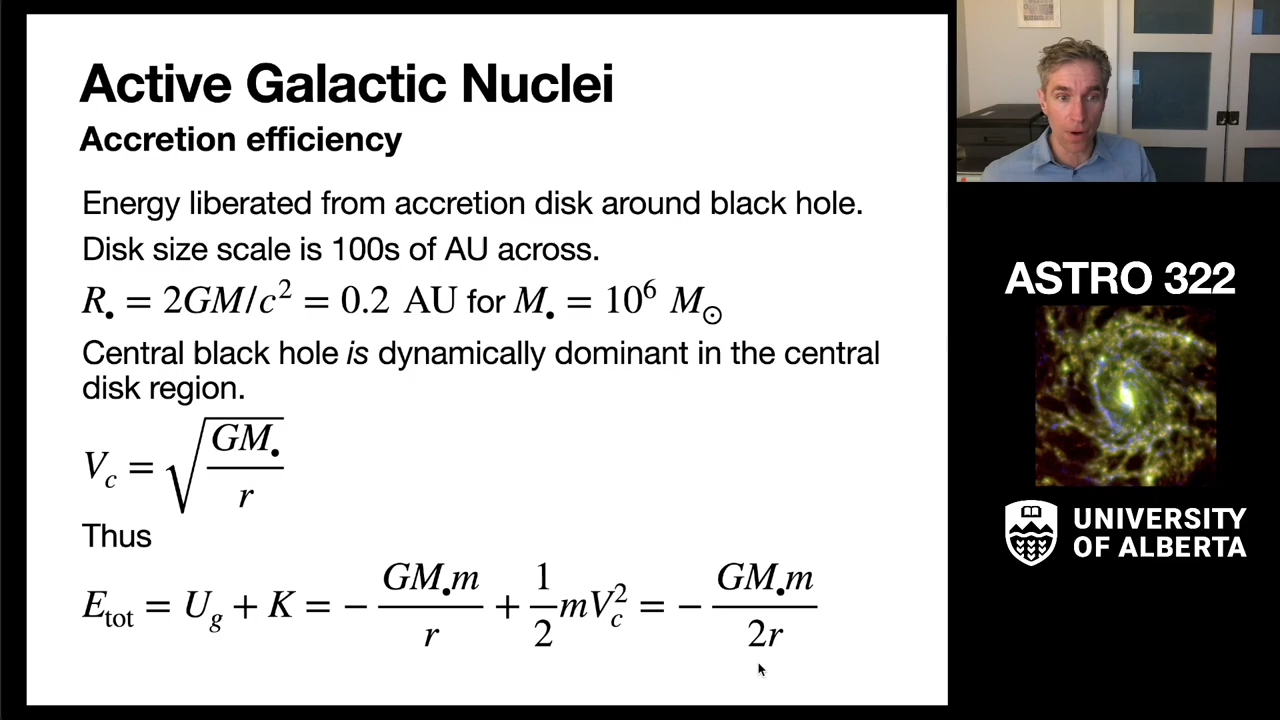 Active Galactic Nuclei
Accretion efficiency
Energy liberated from accretion disk around black hole.
Disk size scale is 100s of AU across.
R• = 2GM/c² = 0.2 AU for M• = 10⁶ M⊙
Central black hole is dynamically dominant in the central
disk region.
V_c = √(GM•/r)
Thus
E_tot = U_g + K = − GM•m/r + 1/2 mV_c² = − GM•m/2r
ASTRO 322
UNIVERSITY
OF ALBERTA